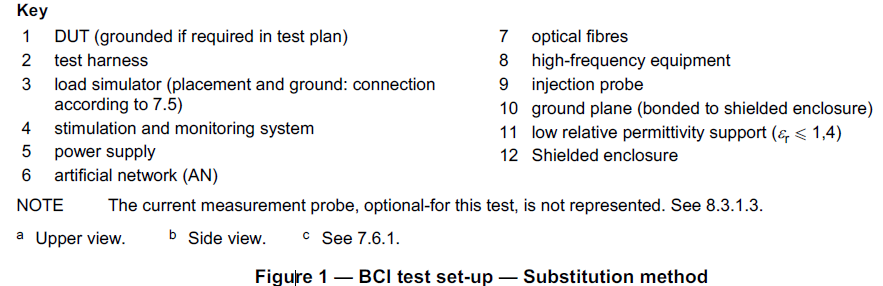 Key
1 DUT (grounded if required in test plan)
2 test harness
3 load simulator (placement and ground: connection
according to 7.5)
4 stimulation and monitoring system
5 power supply
6 artificial network (AN)
7 optical fibres
8 high-frequency equipment
9 injection probe
10 ground plane (bonded to shielded enclosure)
11 low relative permittivity support (εr ⩽ 1,4)
12 Shielded enclosure
NOTE The current measurement probe, optional-for this test, is not represented. See 8.3.1.3.
a Upper view. b Side view. c See 7.6.1.
Figure 1 — BCI test set-up — Substitution method